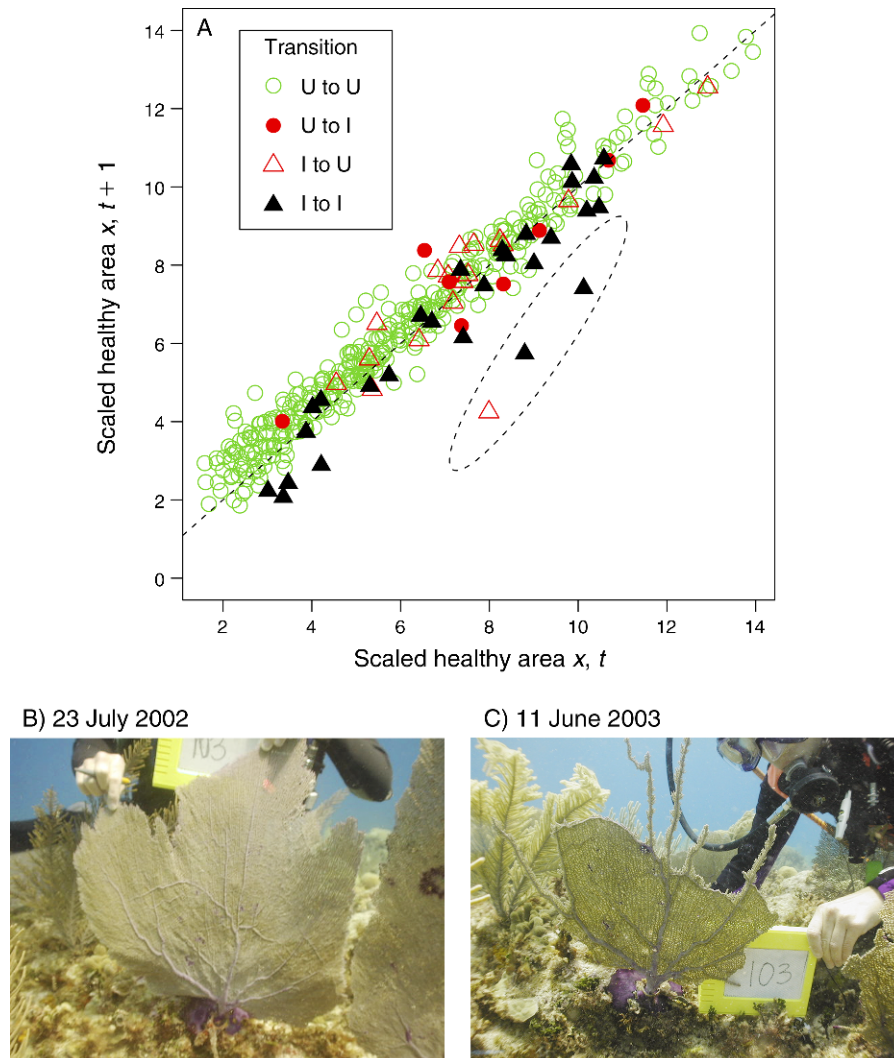 A
Transition
U to U
U to I
I to U
I to I
14
12
10
8
6
4
2
0
Scaled healthy area x, t + 1
2 4 6 8 10 12 14
Scaled healthy area x, t
B) 23 July 2002
C) 11 June 2003
103
103